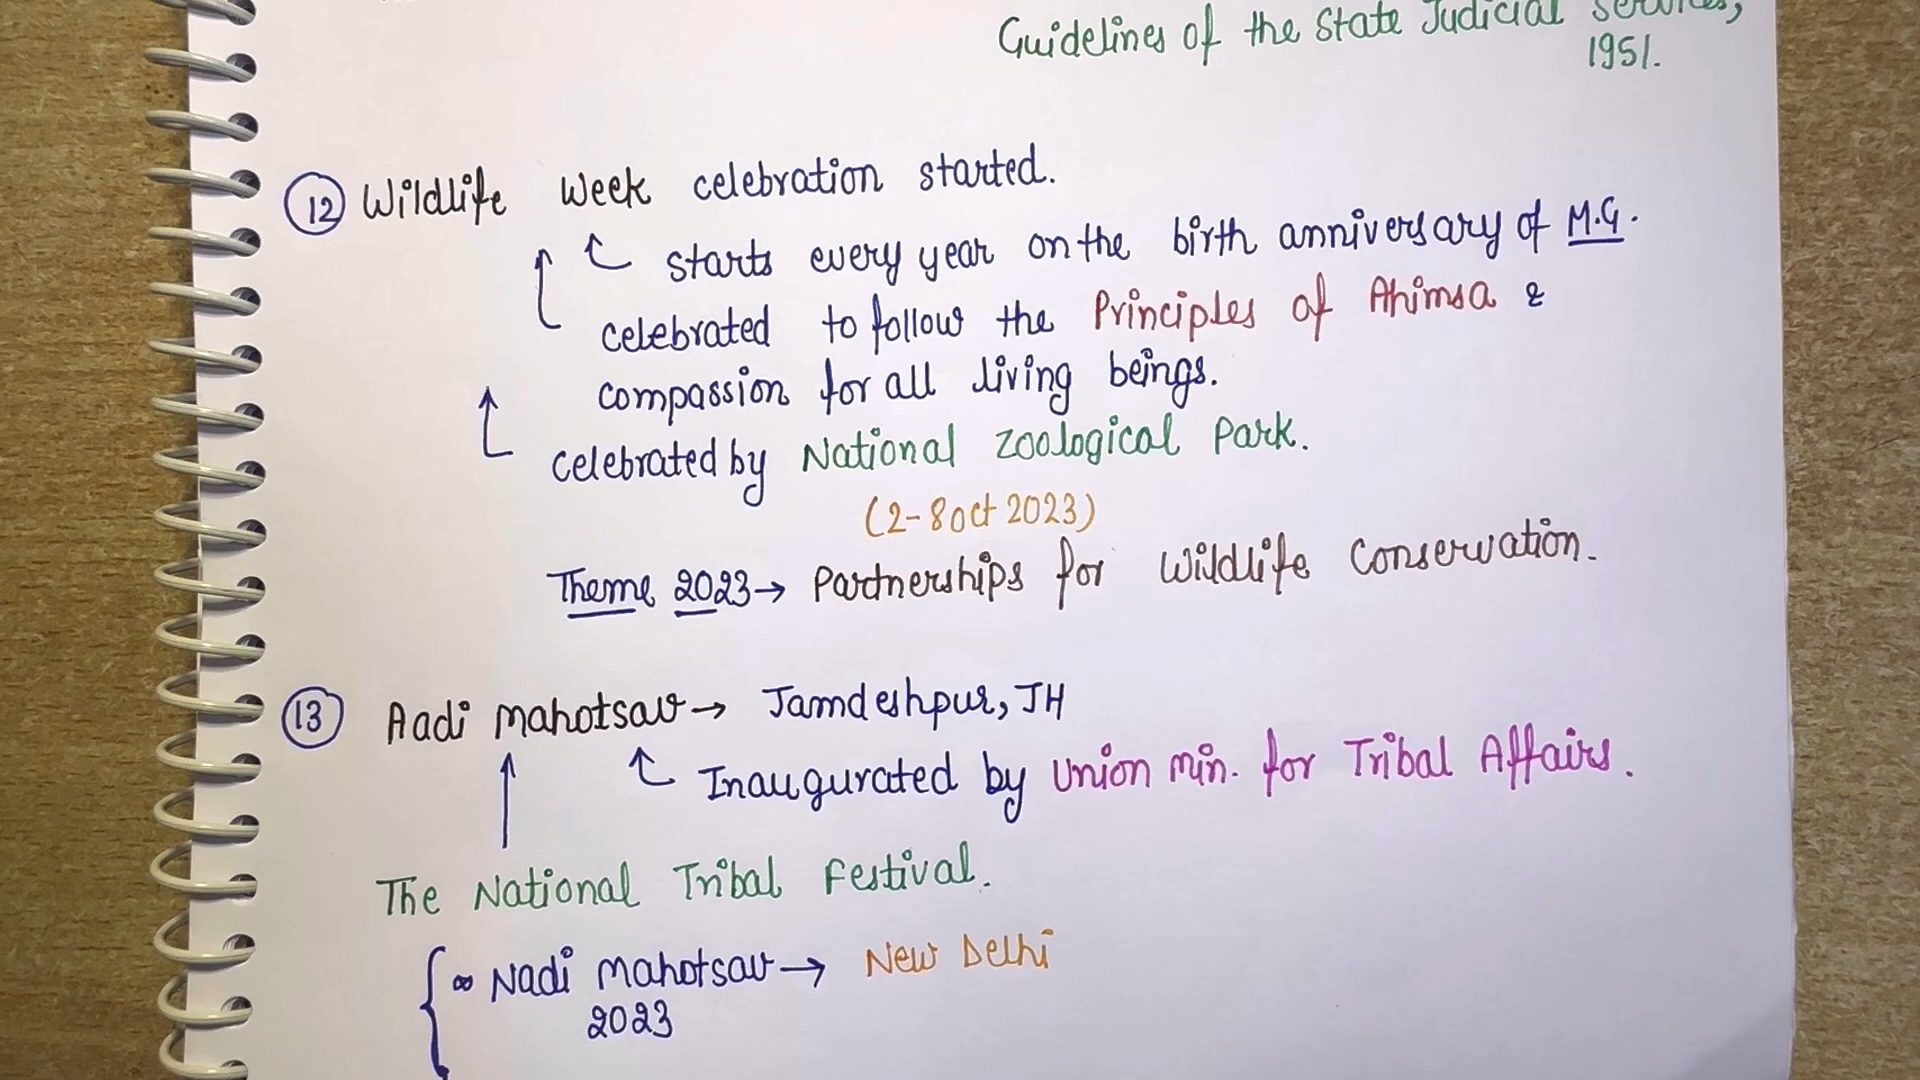 Guidelines of the State Judicial Services,
1951.
12 Wildlife Week celebration started.
starts every year on the birth anniversary of M.G.
celebrated to follow the Principles of Ahimsa &
compassion for all living beings.
celebrated by National Zoological Park.
(2-8 Oct 2023)
Theme 2023→ Partnerships for Wildlife Conservation.
13 Aadi Mahotsav→ Jamdeshpur, JH
Inaugurated by Union Min. for Tribal Affairs.
The National Tribal Festival.
∞ Nadi Mahotsav→ New Delhi
2023